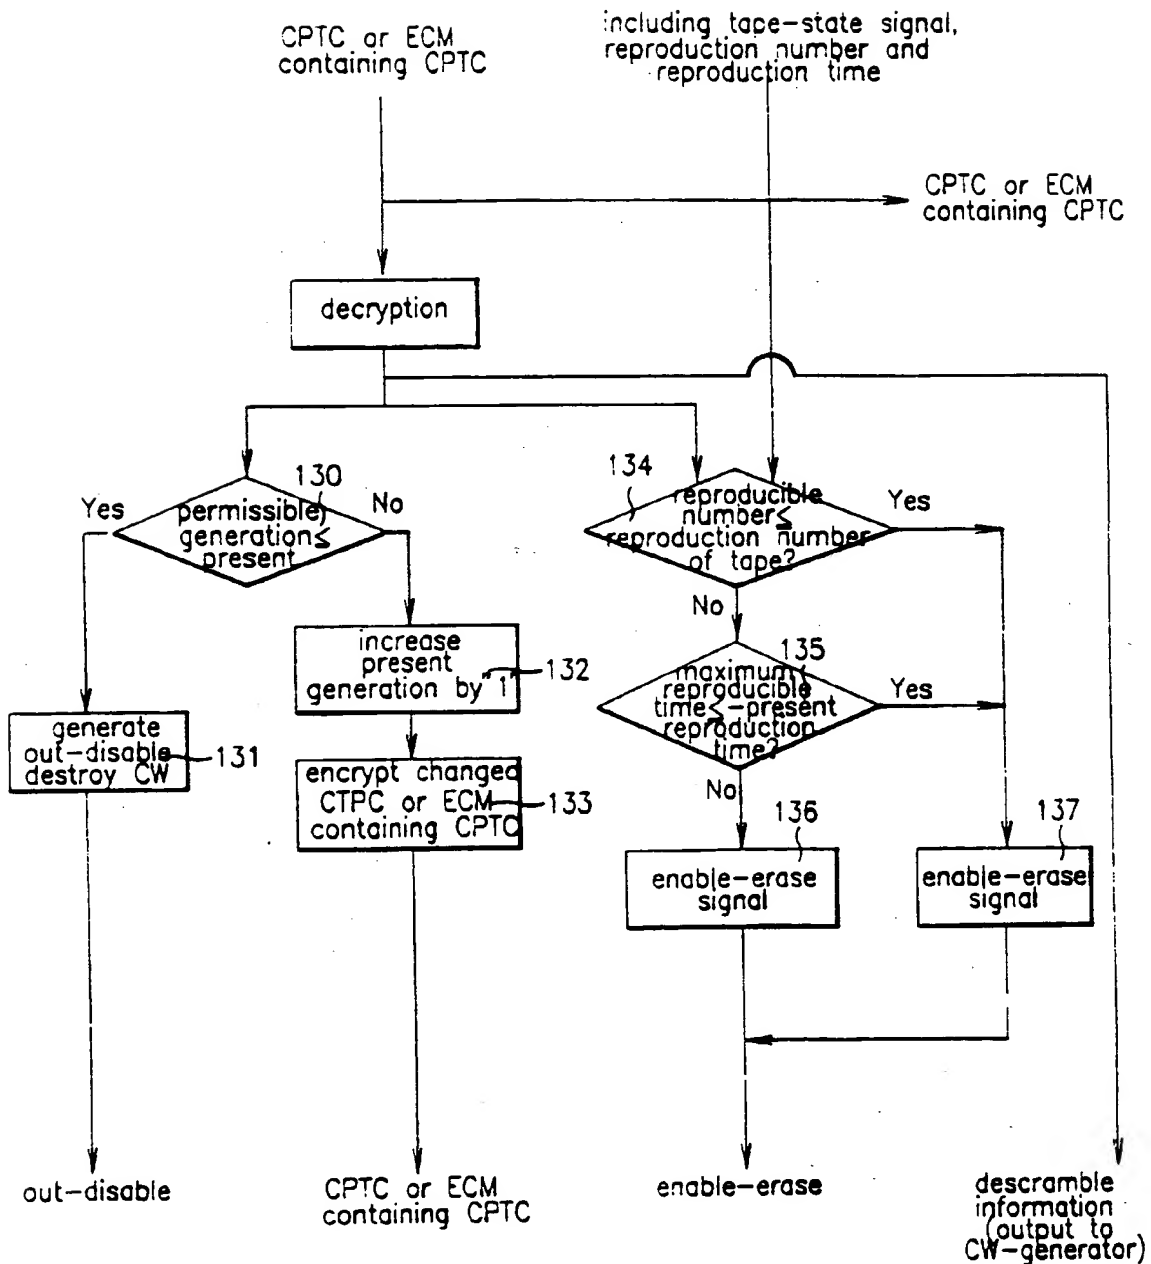 CPTC or ECM
containing CPTC
including tape-state signal,
reproduction number and
reproduction time
CPTC or ECM
containing CPTC
decryption
130
Yes
No
permissible
generation≤
present
134
Yes
reproducible
number≤
reproduction number
of tape?
No
increase
present
generation by "1"
132
135
Yes
maximum
reproducible
time≤-present
reproduction
time?
No
generate
out-disable
destroy CW
131
encrypt changed
CTPC or ECM
containing CPTC
133
136
137
enable-erase
signal
enable-erase
signal
out-disable
CPTC or ECM
containing CPTC
enable-erase
descramble
information
(output to
CW-generator)